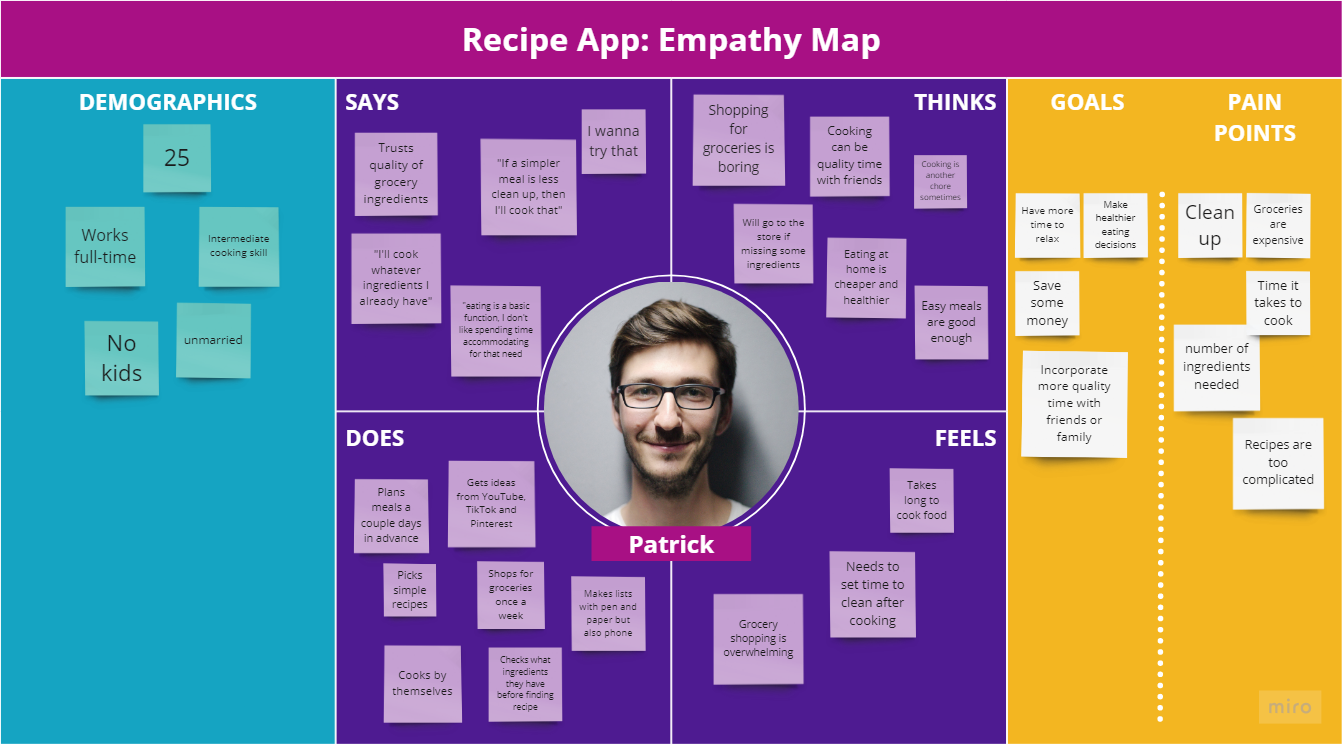 Recipe App: Empathy Map
DEMOGRAPHICS
25
Works
full-time
Intermediate
cooking skill
No
kids
unmarried
SAYS
Trusts
quality of
grocery
ingredients
"If a simpler
meal is less
clean up, then
I'll cook that"
I wanna
try that
"I'll cook
whatever
ingredients I
already have"
"eating is a basic
function, I don't
like spending time
accommodating
for that need
THINKS
Shopping
for
groceries is
boring
Cooking
can be
quality time
with friends
Cooking is
another
chore
sometimes
Will go to the
store if
missing some
ingredients
Eating at
home is
cheaper and
healthier
Easy meals
are good
enough
DOES
Plans
meals a
couple days
in advance
Gets ideas
from YouTube,
TikTok and
Pinterest
Picks
simple
recipes
Shops for
groceries
once a
week
Makes lists
with pen and
paper but
also phone
Cooks by
themselves
Checks what
ingredients
they have
before finding
recipe
Patrick
FEELS
Takes
long to
cook food
Needs to
set time to
clean after
cooking
Grocery
shopping is
overwhelming
GOALS
Have more
time to
relax
Make
healthier
eating
decisions
Save
some
money
Incorporate
more quality
time with
friends or
family
PAIN
POINTS
Clean
up
Groceries
are
expensive
Time it
takes to
cook
number of
ingredients
needed
Recipes are
too
complicated
miro